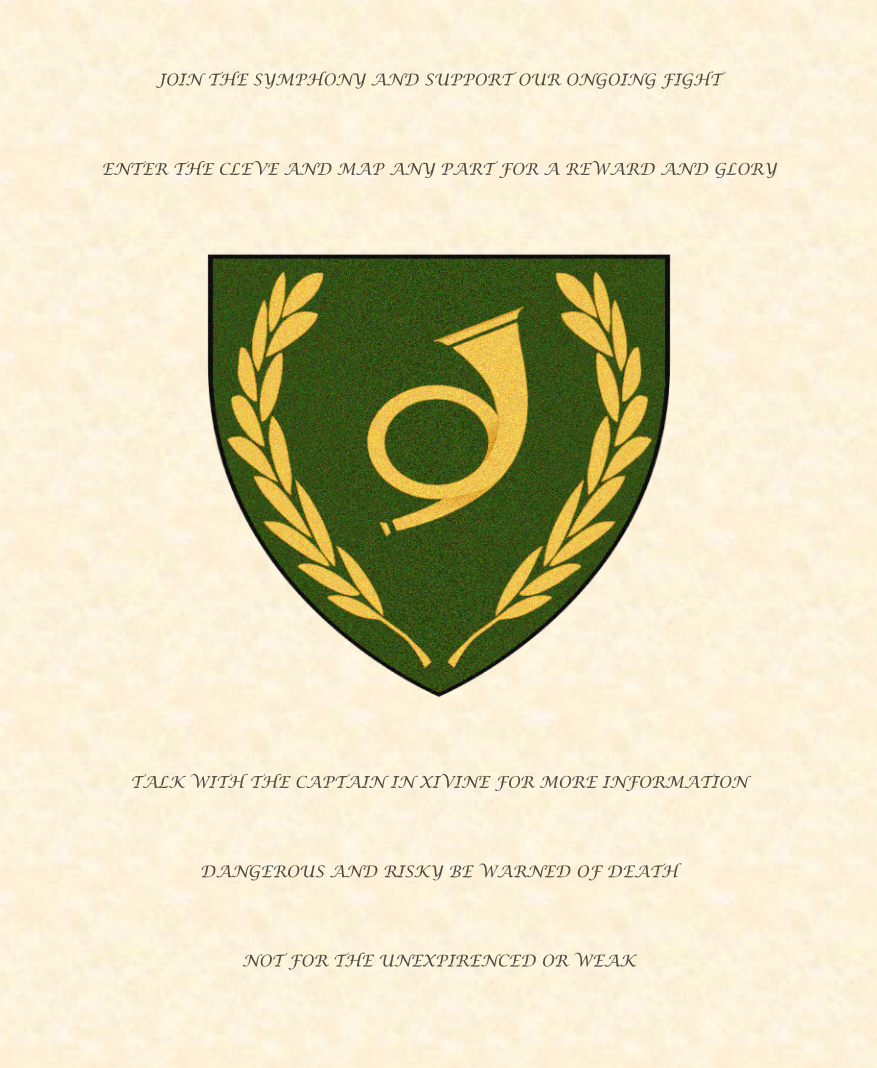 JOIN THE SYMPHONY AND SUPPORT OUR ONGOING FIGHT
ENTER THE CLEVE AND MAP ANY PART FOR A REWARD AND GLORY
TALK WITH THE CAPTAIN IN XIVINE FOR MORE INFORMATION
DANGEROUS AND RISKY BE WARNED OF DEATH
NOT FOR THE UNEXPIRENCED OR WEAK